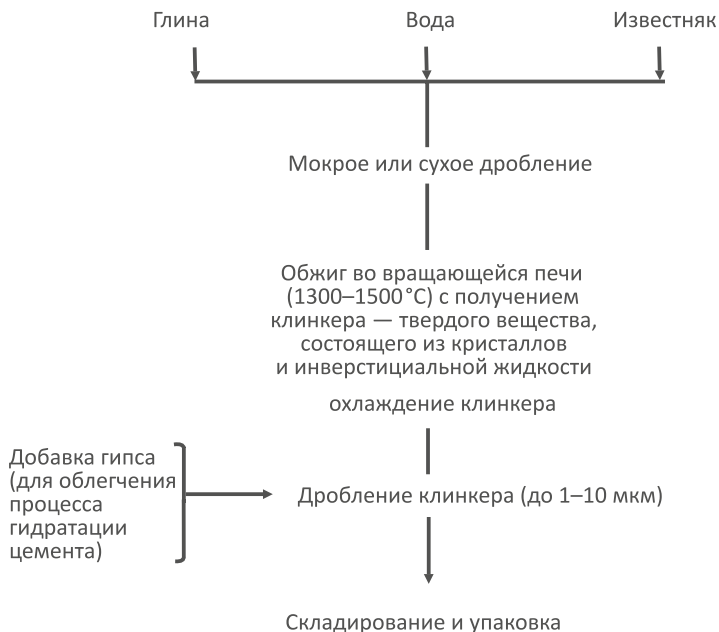 Глина
Вода
Известняк
Мокрое или сухое дробление
Обжиг во вращающейся печи
(1300–1500 °C) с получением
клинкера — твердого вещества,
состоящего из кристаллов
и инверстициальной жидкости
охлаждение клинкера
Добавка гипса
(для облегчения
процесса
гидратации
цемента)
Дробление клинкера (до 1–10 мкм)
Складирование и упаковка